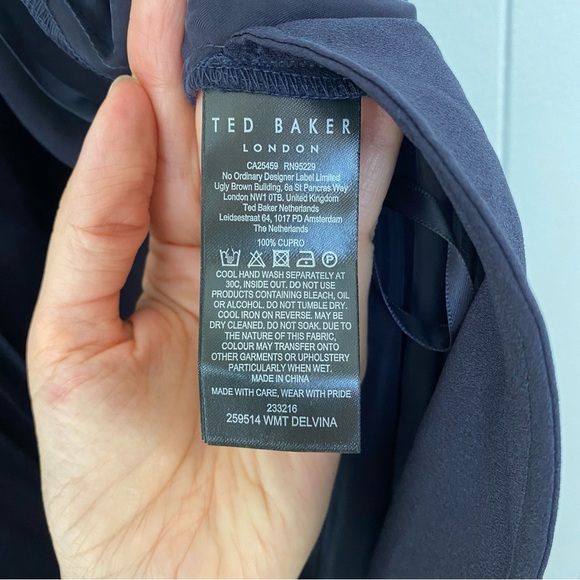 TED BAKER
LONDON
CA25459 RN95229
No Ordinary Designer Label Limited
Ugly Brown Building, 6a St Pancras Way
London NW1 0TB. United Kingdom
Ted Baker Netherlands
Leidsestraat 64, 1017 PD Amsterdam
The Netherlands
100% CUPRO
P
COOL HAND WASH SEPARATELY AT
30C, INSIDE OUT. DO NOT USE
PRODUCTS CONTAINING BLEACH, OIL
OR ALCOHOL. DO NOT TUMBLE DRY.
COOL IRON ON REVERSE. MAY BE
DRY CLEANED. DO NOT SOAK. DUE TO
THE NATURE OF THIS FABRIC,
COLOUR MAY TRANSFER ONTO
OTHER GARMENTS OR UPHOLSTERY
PARTICULARLY WHEN WET.
MADE IN CHINA
MADE WITH CARE, WEAR WITH PRIDE
233216
259514 WMT DELVINA